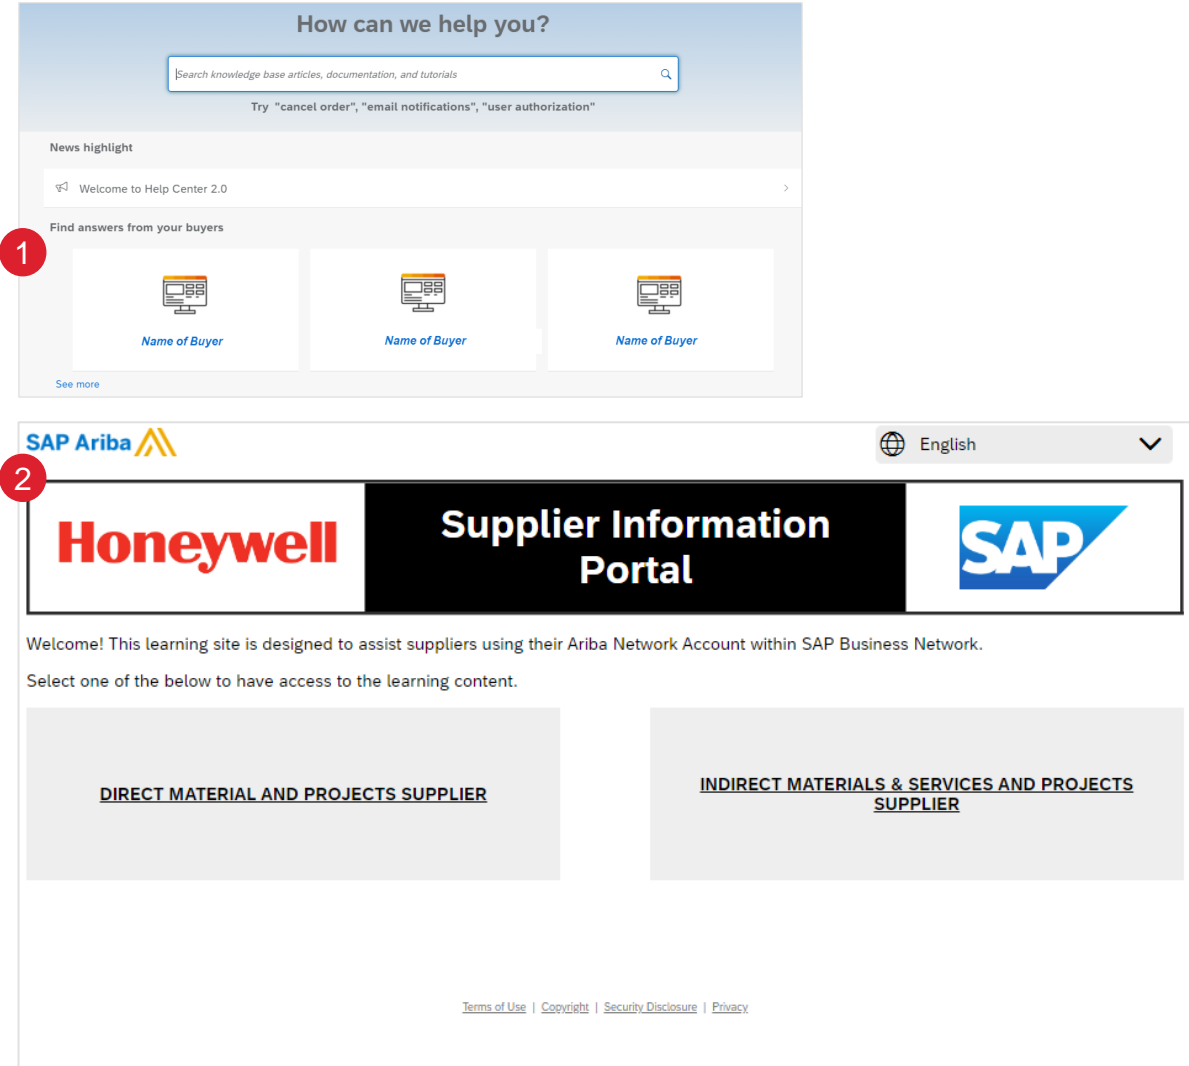 How can we help you?
Search knowledge base articles, documentation, and tutorials
Try "cancel order", "email notifications", "user authorization"
News highlight
Welcome to Help Center 2.0
Find answers from your buyers
1
Name of Buyer
Name of Buyer
Name of Buyer
See more
SAP Ariba
English
2
Honeywell
Supplier Information
Portal
SAP
Welcome! This learning site is designed to assist suppliers using their Ariba Network Account within SAP Business Network.
Select one of the below to have access to the learning content.
DIRECT MATERIAL AND PROJECTS SUPPLIER
INDIRECT MATERIALS & SERVICES AND PROJECTS
SUPPLIER
Terms of Use | Copyright | Security Disclosure | Privacy